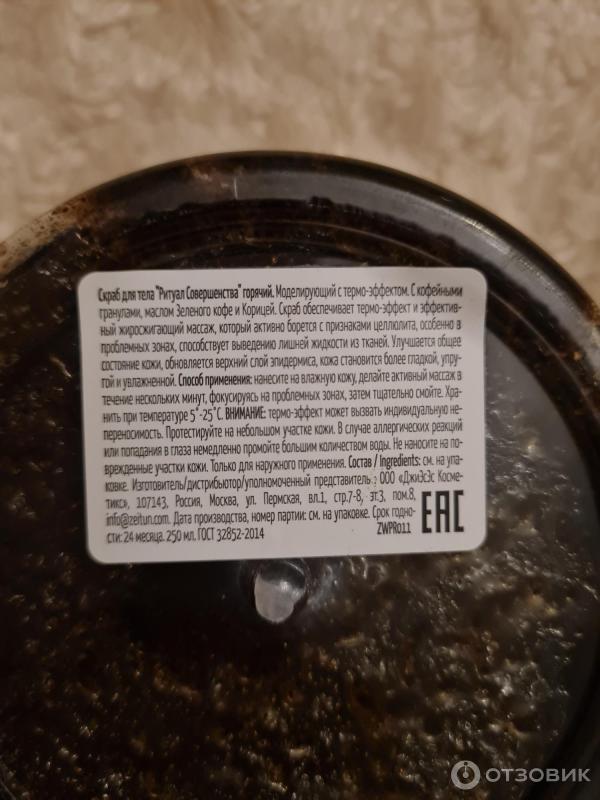 Скраб для тела "Ритуал Совершенства" горячий. Моделирующий с термо-эффектом. С кофейными
гранулами, маслом Зеленого кофе и Корицей. Скраб обеспечивает термо-эффект и эффектив-
ный жиросжигающий массаж, который активно борется с признаками целлюлита, особенно в
проблемных зонах, способствует выведению лишней жидкости из тканей. Улучшается общее
состояние кожи, обновляется верхний слой эпидермиса, кожа становится более гладкой, упру-
гой и увлажненной. Способ применения: нанесите на влажную кожу, делайте активный массаж в
течение нескольких минут, фокусируясь на проблемных зонах, затем тщательно смойте. Хра-
нить при температуре 5°-25°С. ВНИМАНИЕ: термо-эффект может вызвать индивидуальную не-
переносимость. Протестируйте на небольшом участке кожи. В случае аллергических реакций
или попадания в глаза немедленно промойте большим количеством воды. Не наносите на по-
врежденные участки кожи. Только для наружного применения. Состав / Ingredients: см. на упа-
ковке. Изготовитель/дистрибьютор/уполномоченный представитель : ООО «ДжиЭсЭс Косме-
тикс», 107143, Россия, Москва, ул. Пермская, вл.1, стр.7-8, эт.3, пом.8,
info@zeitun.com. Дата производства, номер партии: см. на упаковке. Срок годно-
сти: 24 месяца. 250 мл. ГОСТ 32852-2014
ZWPR011
EAC
ОТЗОВИК